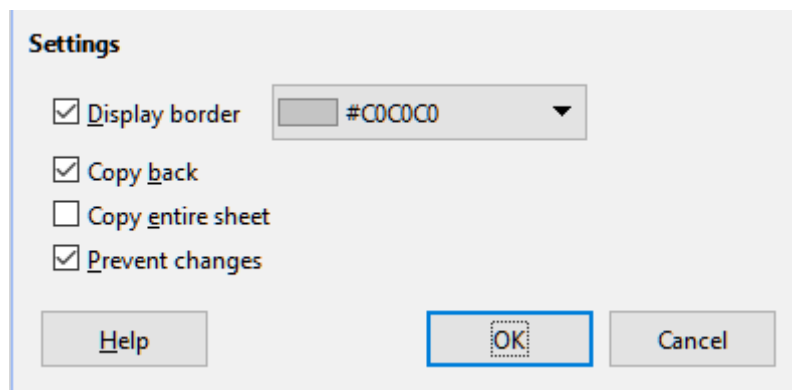 Settings
Display border #C0C0C0
Copy back
Copy entire sheet
Prevent changes
Help OK Cancel